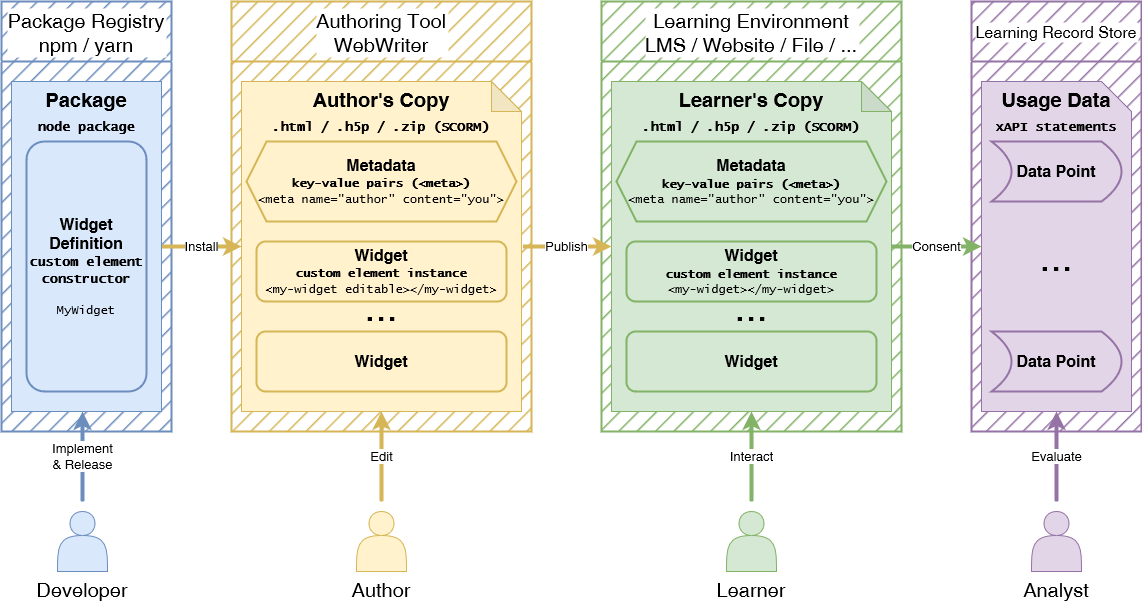 Package Registry
npm / yarn
Package
node package
Widget
Definition
custom element
constructor
MyWidget
Implement
& Release
Developer
Install
Authoring Tool
WebWriter
Author's Copy
.html / .h5p / .zip (SCORM)
Metadata
key-value pairs (<meta>)
<meta name="author" content="you">
Widget
custom element instance
<my-widget editable></my-widget>
...
Widget
Edit
Author
Publish
Learning Environment
LMS / Website / File / ...
Learner's Copy
.html / .h5p / .zip (SCORM)
Metadata
key-value pairs (<meta>)
<meta name="author" content="you">
Widget
custom element instance
<my-widget></my-widget>
...
Widget
Interact
Learner
Consent
Learning Record Store
Usage Data
xAPI statements
Data Point
...
Data Point
Evaluate
Analyst